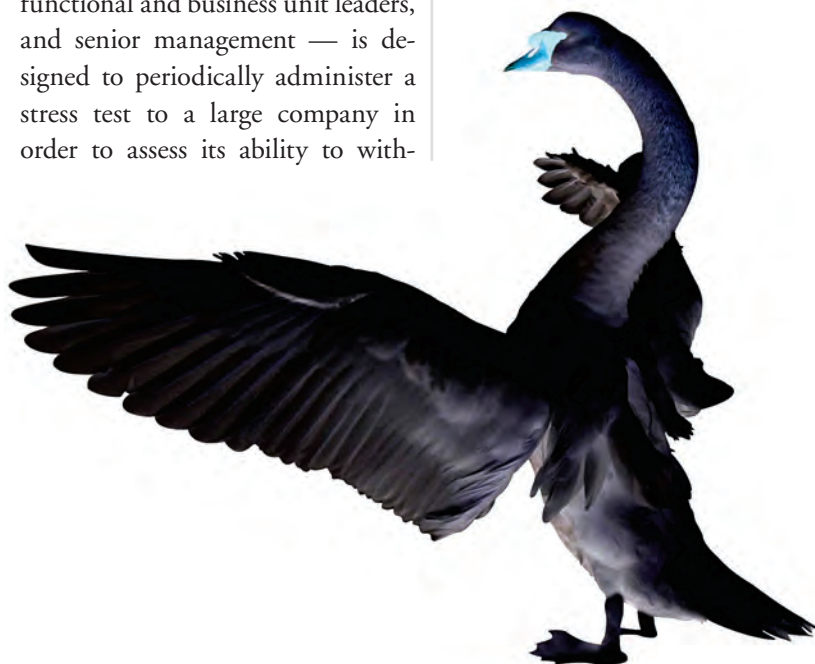 functional and business unit leaders,
and senior management — is de-
signed to periodically administer a
stress test to a large company in
order to assess its ability to with-